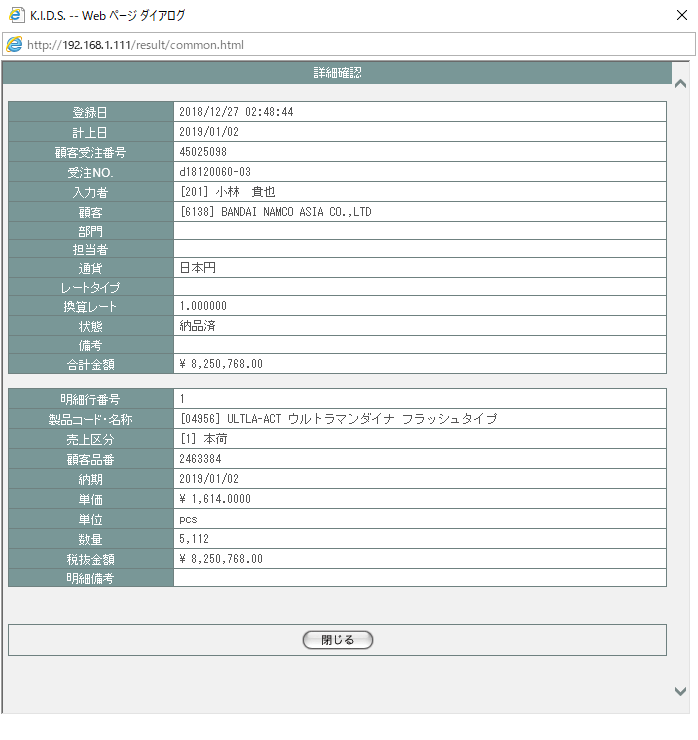 K.I.D.S. -- Web ページ ダイアログ
http://192.168.1.111/result/common.html
詳細確認
登録日 2018/12/27 02:48:44
計上日 2019/01/02
顧客受注番号 45025098
受注NO. d18120060-03
入力者 [201] 小林　貴也
顧客 [6138] BANDAI NAMCO ASIA CO.,LTD
部門
担当者
通貨 日本円
レートタイプ
換算レート 1.000000
状態 納品済
備考
合計金額 ¥ 8,250,768.00
明細行番号 1
製品コード・名称 [04956] ULTLA-ACT ウルトラマンダイナ フラッシュタイプ
売上区分 [1] 本荷
顧客品番 2463384
納期 2019/01/02
単価 ¥ 1,614.0000
単位 pcs
数量 5,112
税抜金額 ¥ 8,250,768.00
明細備考
閉じる